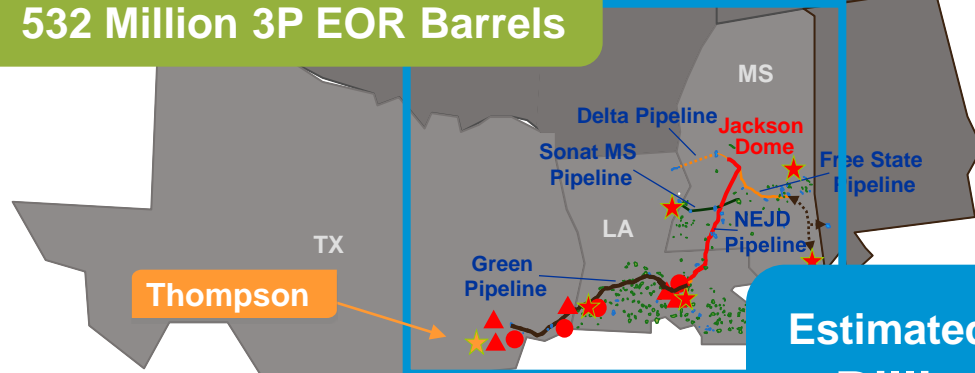 532 Million 3P EOR Barrels
MS
Delta Pipeline
Jackson
Dome
Sonat MS
Pipeline
Free State
Pipeline
NEJD
Pipeline
LA
TX
Green
Pipeline
Thompson
Estimated